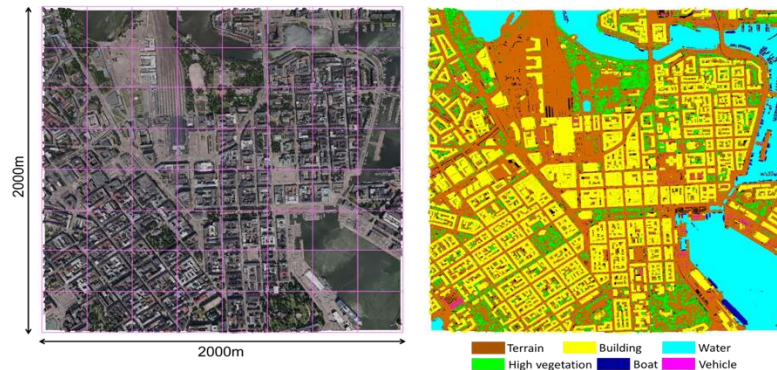 2000m
2000m
Terrain
Building
Water
High vegetation
Boat
Vehicle